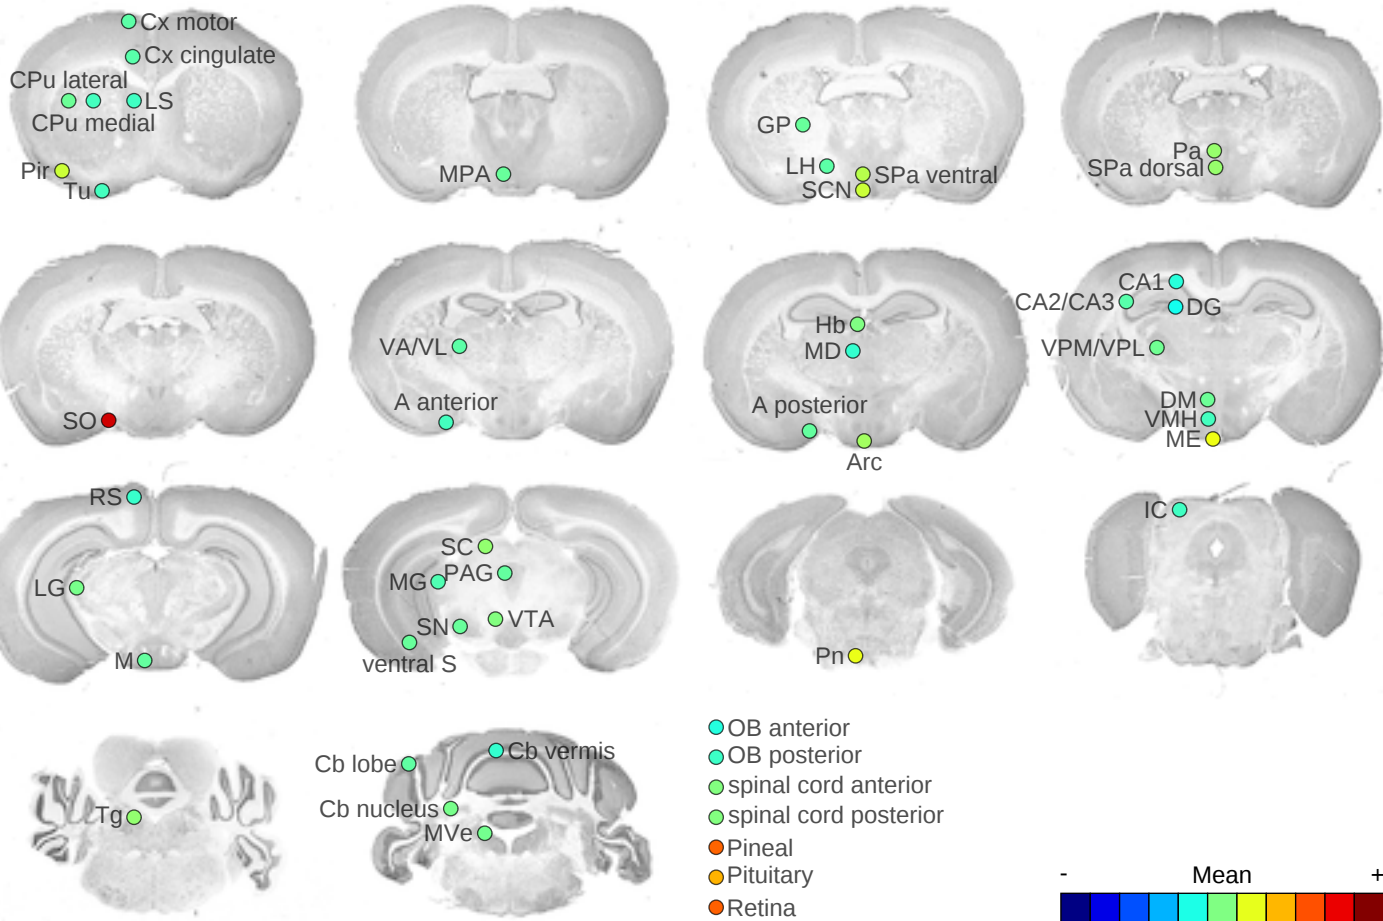 Cx motor
Cx cingulate
CPu lateral
LS
CPu medial
Pir
Tu
MPA
GP
LH
SPa ventral
SCN
Pa
SPa dorsal
SO
VA/VL
A anterior
Hb
MD
A posterior
Arc
CA1
CA2/CA3
DG
VPM/VPL
DM
VMH
ME
RS
LG
M
SC
PAG
MG
VTA
SN
ventral S
Pn
IC
Tg
Cb vermis
Cb lobe
Cb nucleus
MVe
OB anterior
OB posterior
spinal cord anterior
spinal cord posterior
Pineal
Pituitary
Retina
- Mean +